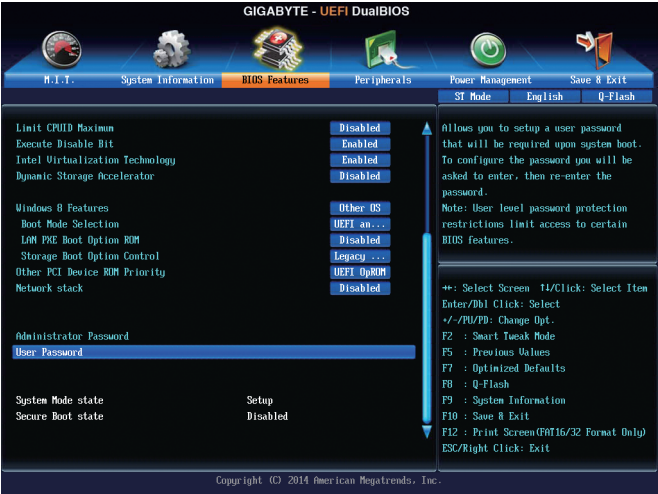 GIGABYTE - UEFI DualBIOS
M.I.T. System Information BIOS Features Peripherals Power Management Save & Exit
ST Mode English Q-Flash
Limit CPUID Maximum Disabled
Execute Disable Bit Enabled
Intel Virtualization Technology Enabled
Dynamic Storage Accelerator Disabled
Windows 8 Features Other OS
Boot Mode Selection UEFI an...
LAN PXE Boot Option ROM Disabled
Storage Boot Option Control Legacy ...
Other PCI Device ROM Priority UEFI OpROM
Network stack Disabled
Administrator Password
User Password
System Mode state Setup
Secure Boot state Disabled
Allows you to setup a user password
that will be required upon system boot.
To configure the password you will be
asked to enter, then re-enter the
password.
Note: User level password protection
restrictions limit access to certain
BIOS features.
→←: Select Screen ↑↓/Click: Select Item
Enter/Dbl Click: Select
+/-/PU/PD: Change Opt.
F2 : Smart Tweak Mode
F5 : Previous Values
F7 : Optimized Defaults
F8 : Q-Flash
F9 : System Information
F10 : Save & Exit
F12 : Print Screen(FAT16/32 Format Only)
ESC/Right Click: Exit
Copyright (C) 2014 American Megatrends, Inc.